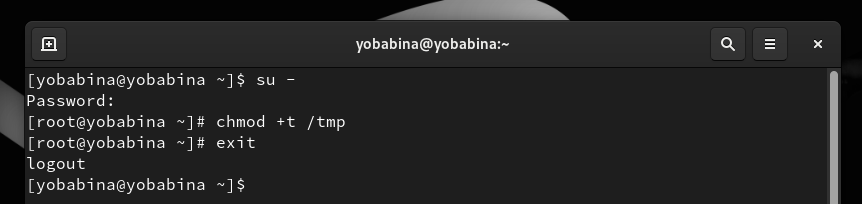 yobabina@yobabina:~
[yobabina@yobabina ~]$ su -
Password:
[root@yobabina ~]# chmod +t /tmp
[root@yobabina ~]# exit
logout
[yobabina@yobabina ~]$